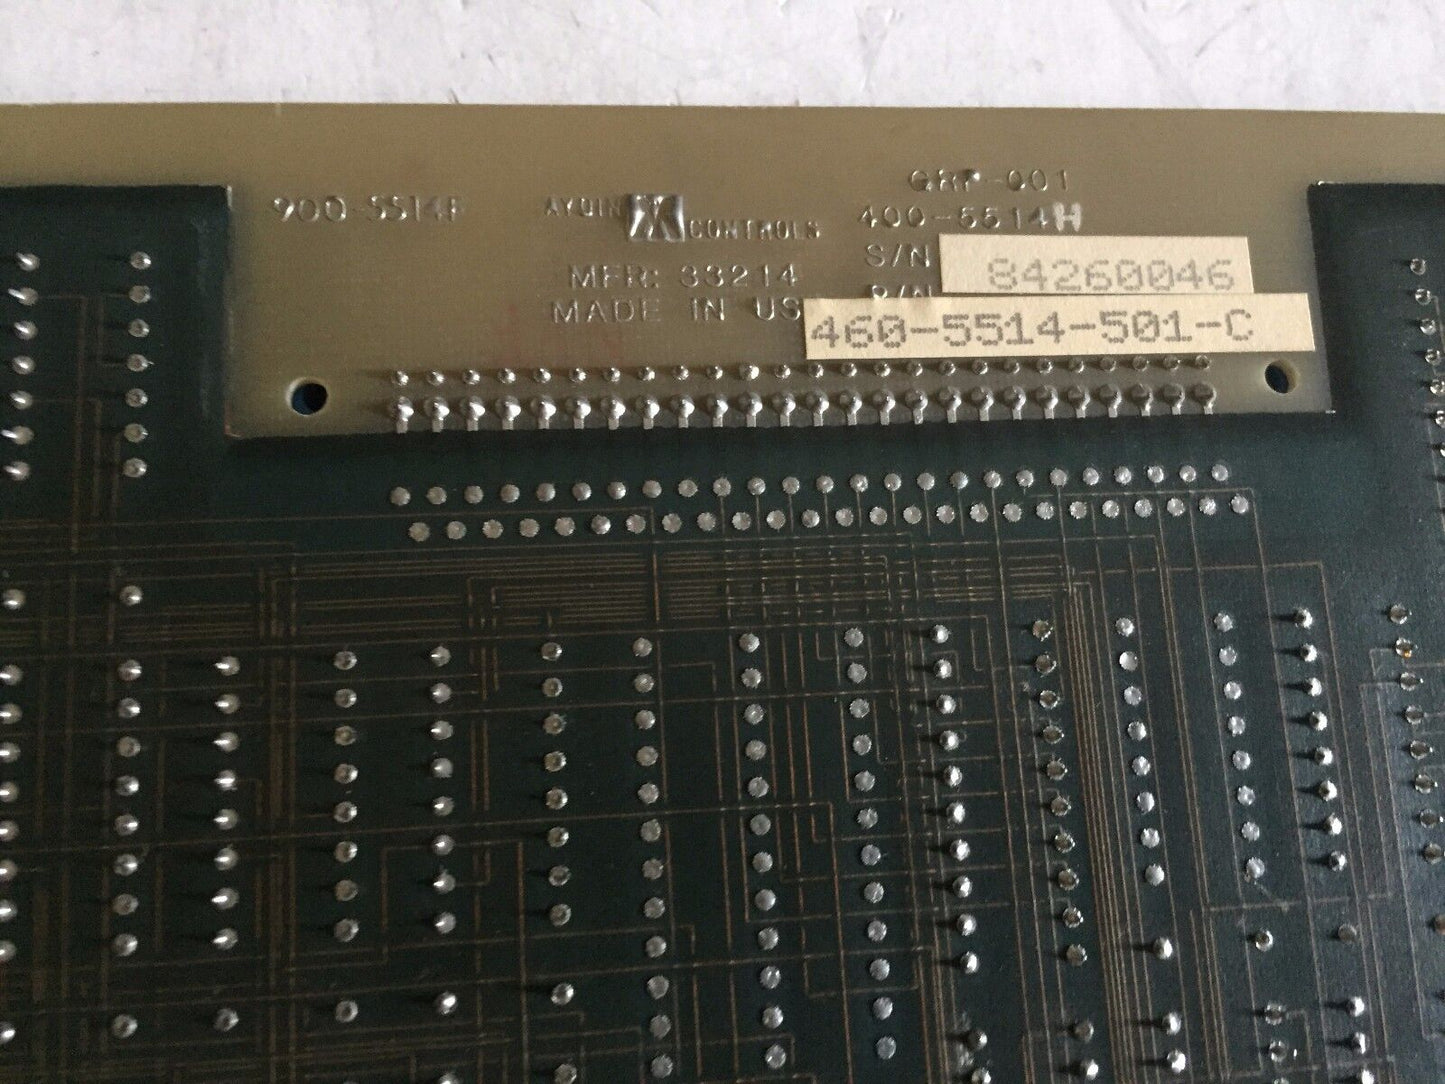 900-5514F
AYDIN CONTROLS
MFR: 33214
MADE IN US
GRP-001
400-5514H
S/N 84260046
P/N 460-5514-501-C